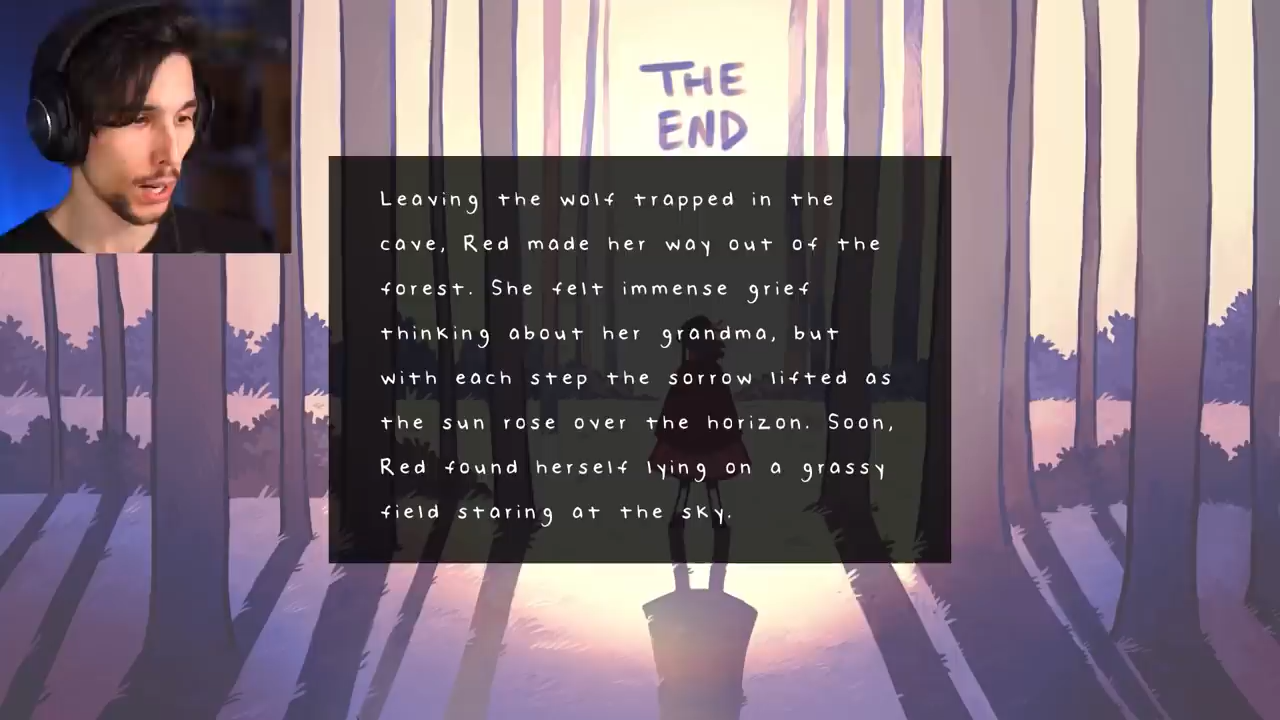 THE
END
Leaving the wolf trapped in the
cave, Red made her way out of the
forest. She felt immense grief
thinking about her grandma, but
with each step the sorrow lifted as
the sun rose over the horizon. Soon,
Red found herself lying on a grassy
field staring at the sky.